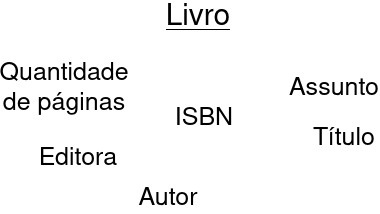 Livro
Quantidade
de páginas
Assunto
ISBN
Título
Editora
Autor